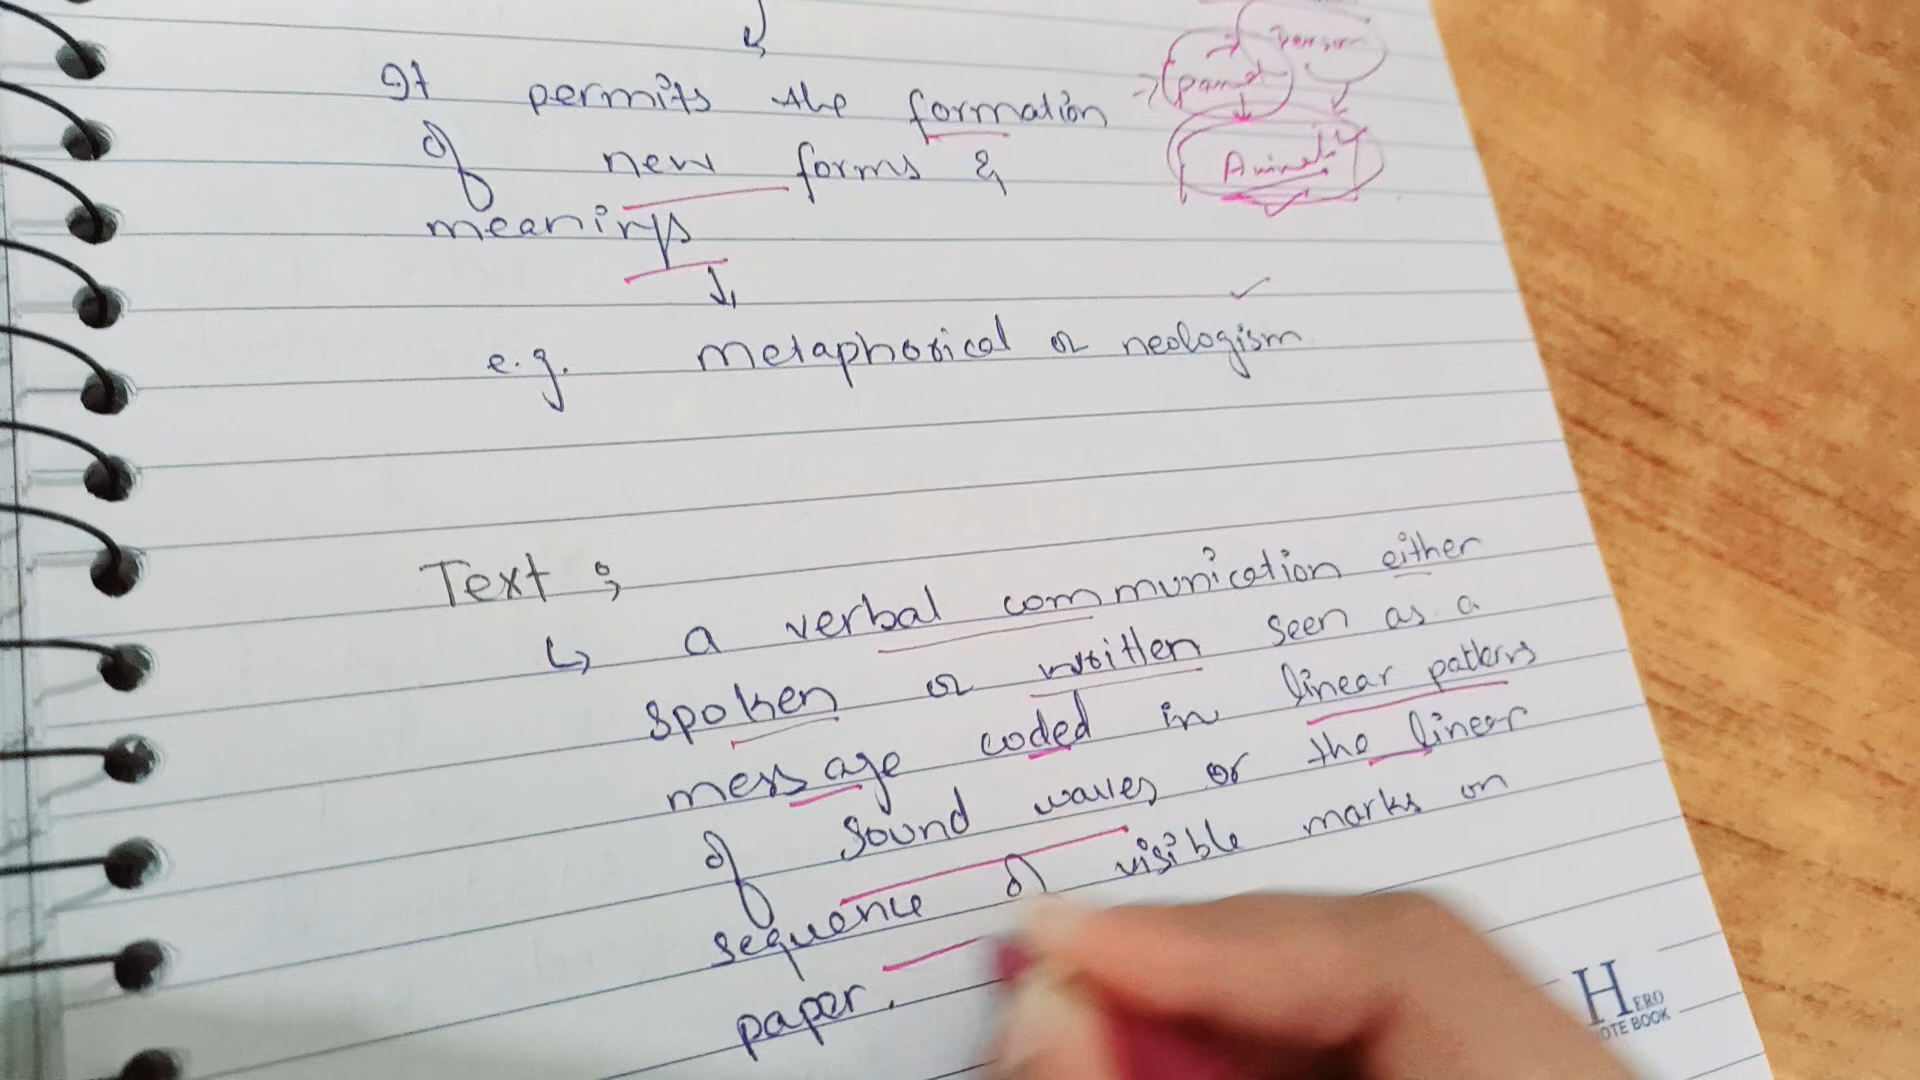 It permits the formation
of new forms &
meanings
e.g. metaphorical or neologism
Text :
a verbal communication either
spoken or written seen as a
message coded in linear patterns
of sound waves or the linear
sequence of visible marks on
paper.
HERO
NOTE BOOK